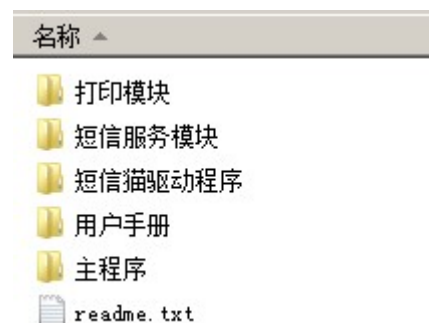 名称
打印模块
短信服务模块
短信猫驱动程序
用户手册
主程序
readme.txt